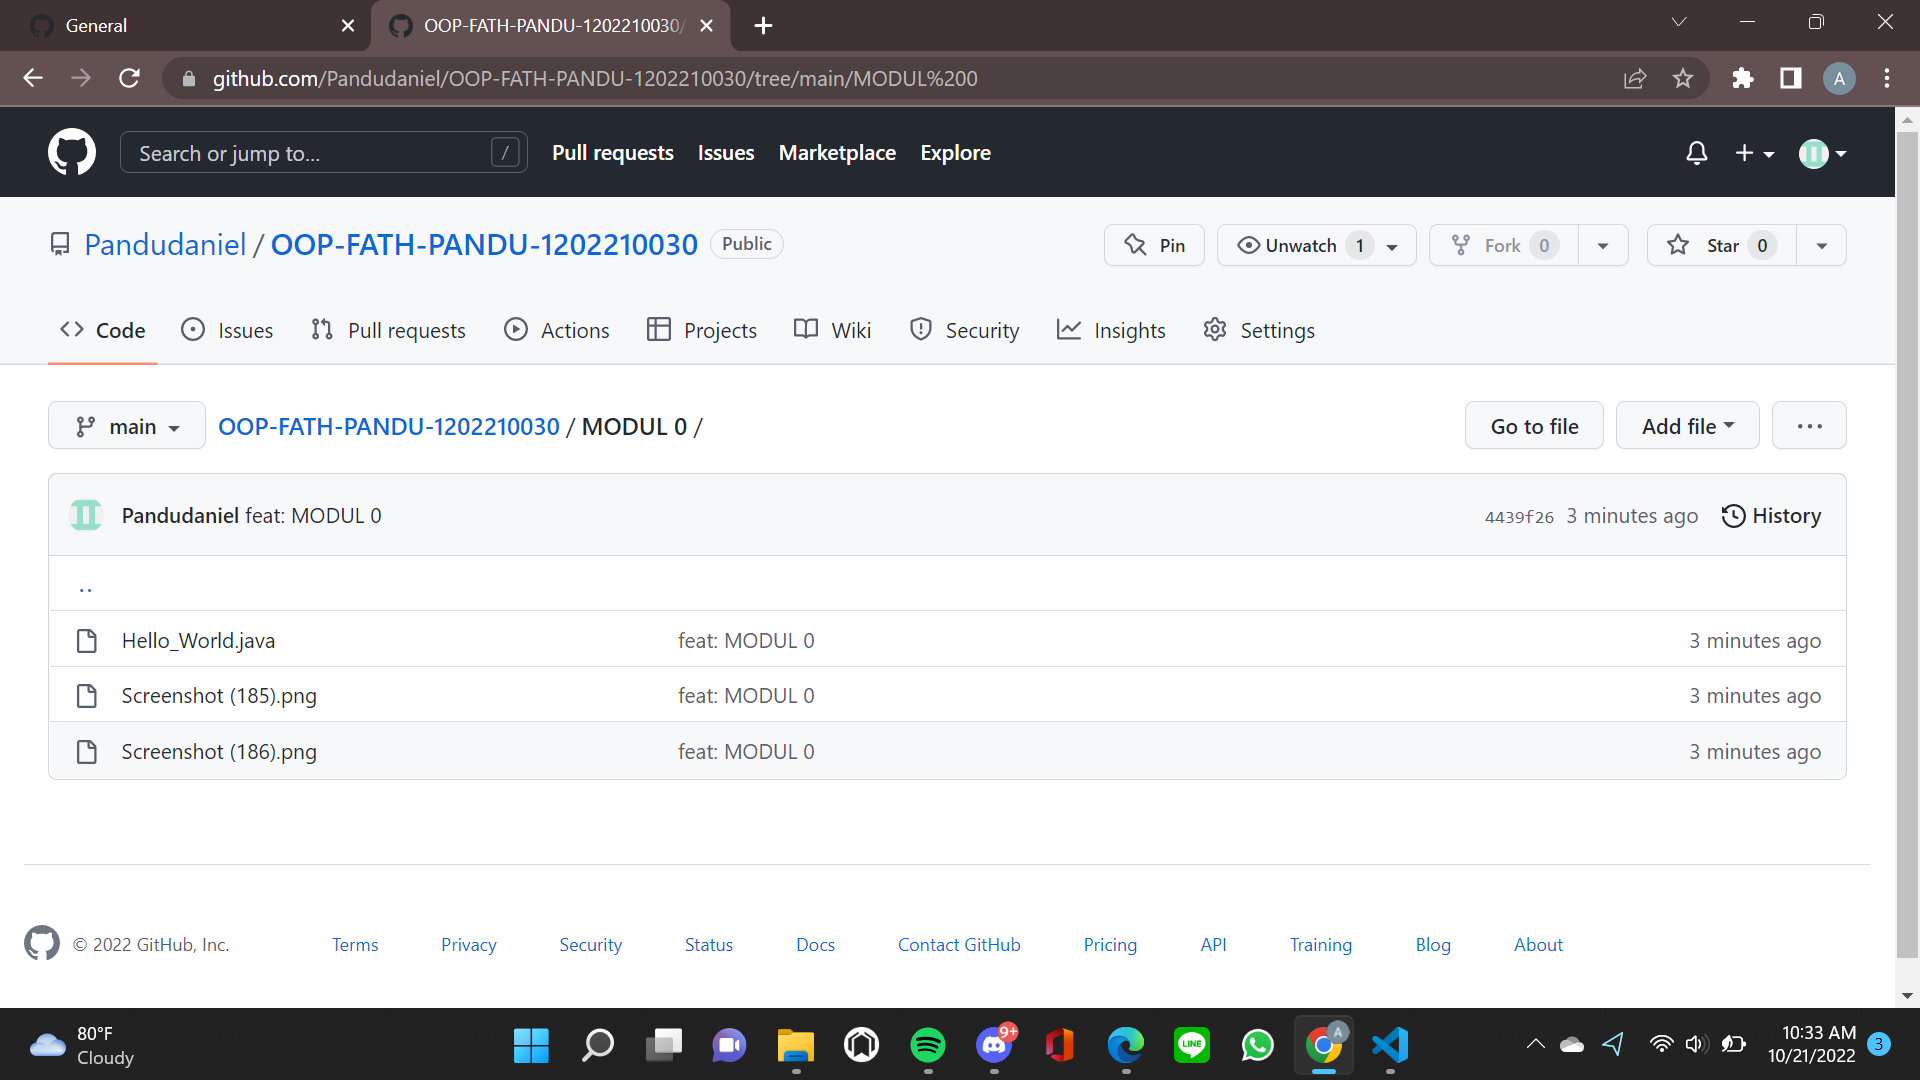 General
OOP-FATH-PANDU-1202210030/
github.com/Pandudaniel/OOP-FATH-PANDU-1202210030/tree/main/MODUL%200
A
Search or jump to... /
Pull requests Issues Marketplace Explore
Pandudaniel / OOP-FATH-PANDU-1202210030 Public
Pin Unwatch 1 Fork 0 Star 0
Code Issues Pull requests Actions Projects Wiki Security Insights Settings
main OOP-FATH-PANDU-1202210030 / MODUL 0 / Go to file Add file ...
Pandudaniel feat: MODUL 0 4439f26 3 minutes ago History
..
Hello_World.java feat: MODUL 0 3 minutes ago
Screenshot (185).png feat: MODUL 0 3 minutes ago
Screenshot (186).png feat: MODUL 0 3 minutes ago
© 2022 GitHub, Inc. Terms Privacy Security Status Docs Contact GitHub Pricing API Training Blog About
80°F
Cloudy
9+
LINE
A
10:33 AM
10/21/2022
3